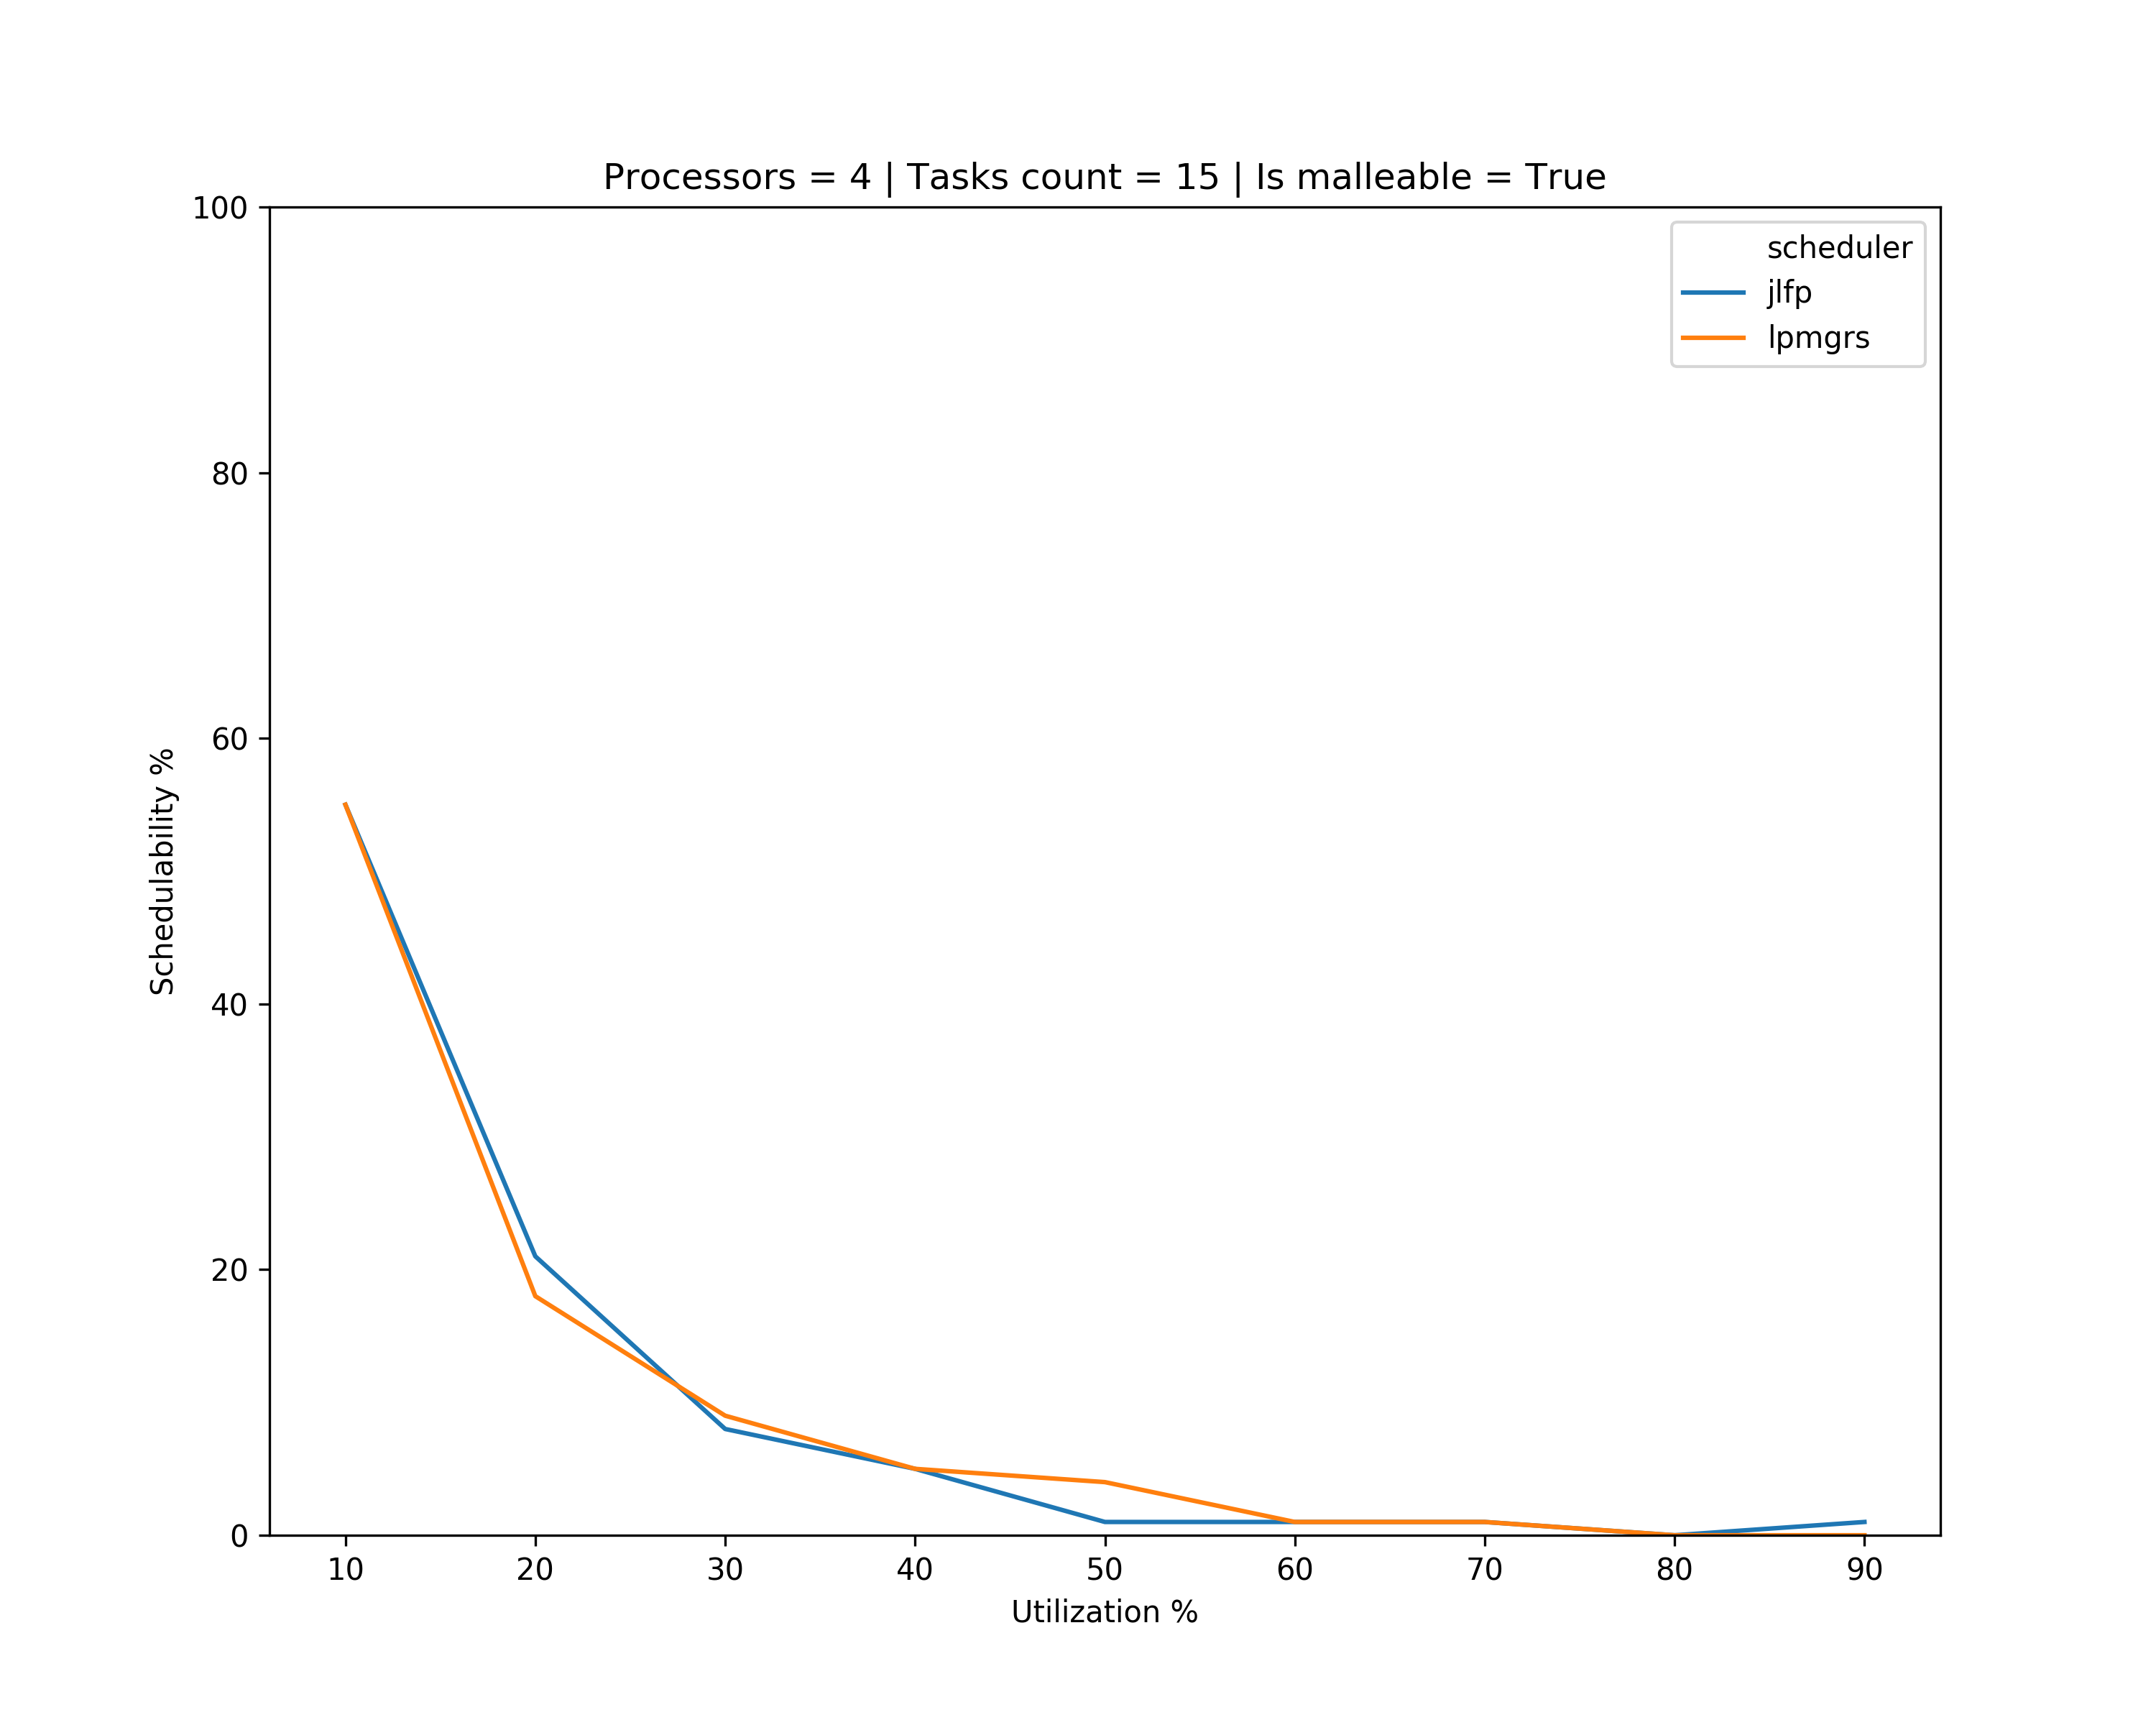 Processors = 4 | Tasks count = 15 | Is malleable = True
100
80
60
40
20
0
Schedulability %
scheduler
jlfp
lpmgrs
10 20 30 40 50 60 70 80 90
Utilization %